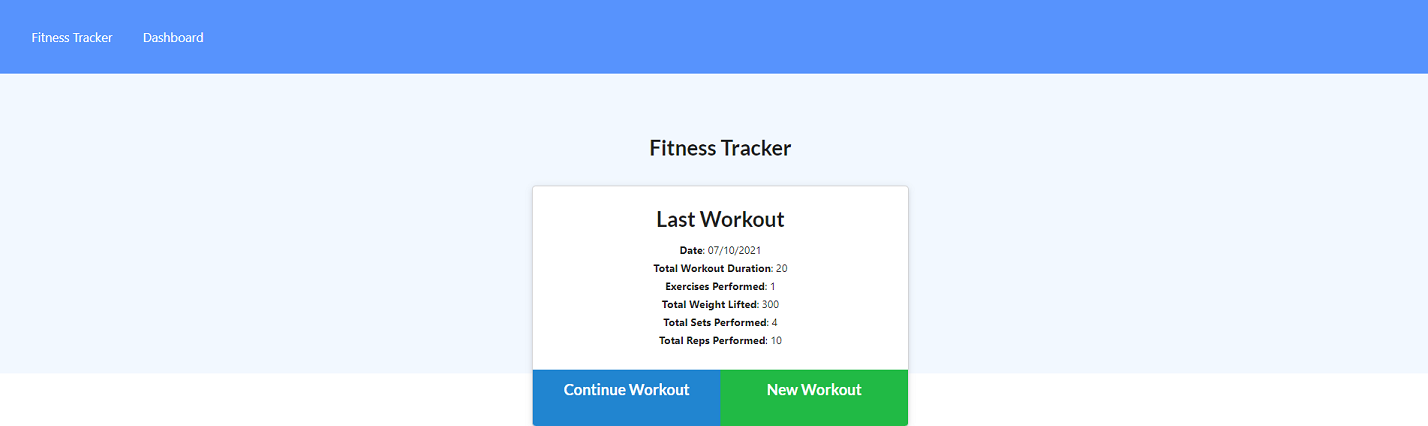 Fitness Tracker Dashboard
Fitness Tracker
Last Workout
Date: 07/10/2021
Total Workout Duration: 20
Exercises Performed: 1
Total Weight Lifted: 300
Total Sets Performed: 4
Total Reps Performed: 10
Continue Workout New Workout